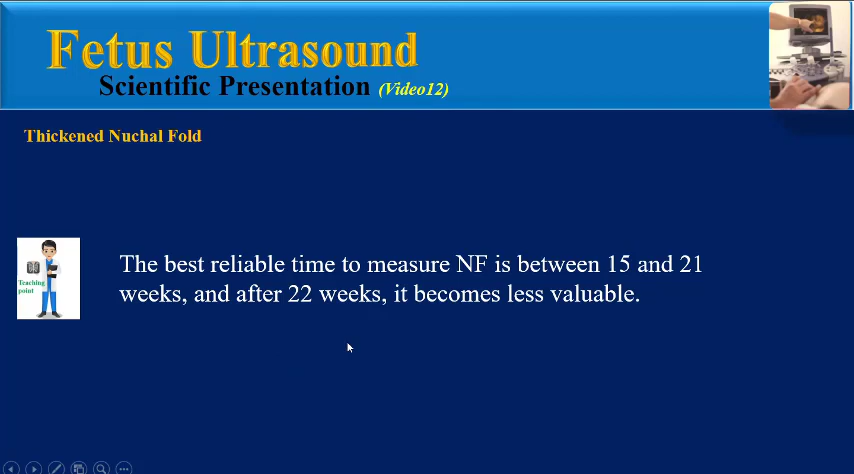 Fetus Ultrasound
Scientific Presentation (Video12)
Thickened Nuchal Fold
Teaching
point
The best reliable time to measure NF is between 15 and 21
weeks, and after 22 weeks, it becomes less valuable.